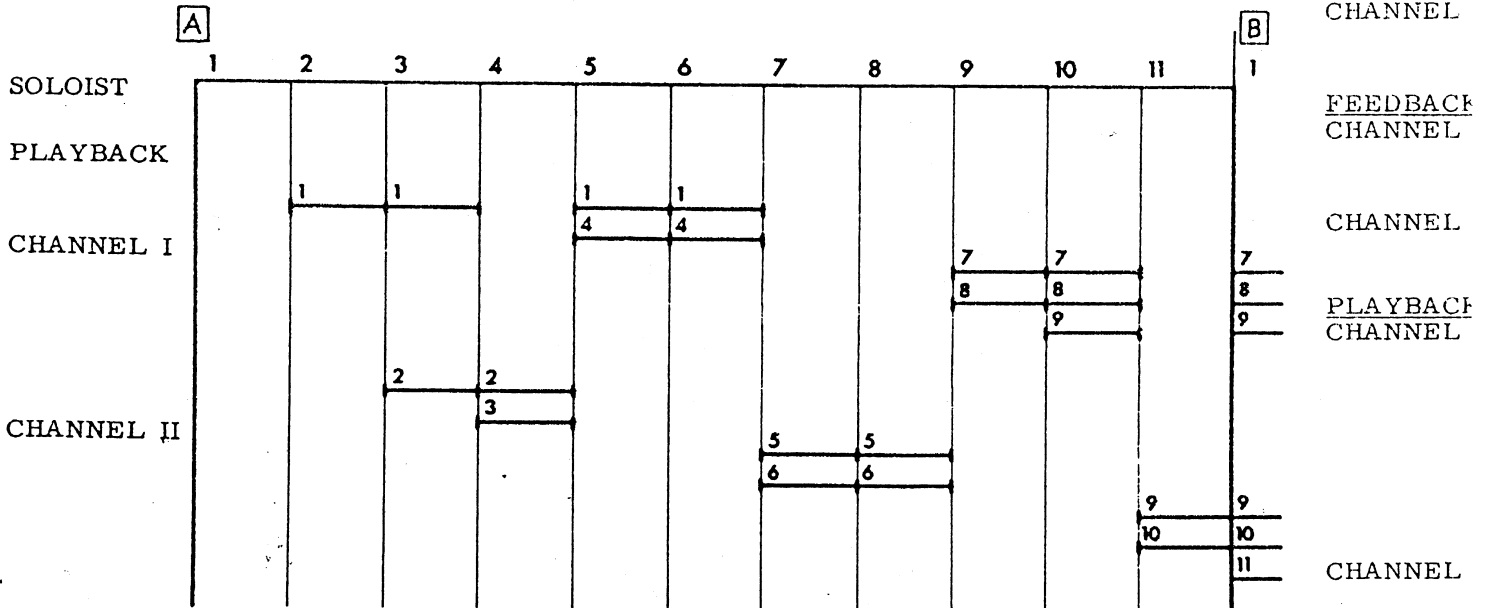 CHANNEL
A B
1 2 3 4 5 6 7 8 9 10 11 1
SOLOIST
FEEDBACK
CHANNEL
PLAYBACK
1 1 1 1
4 4
CHANNEL I
CHANNEL
7 7 7
8 8 8
9 9
PLAYBACK
CHANNEL
2 2
3
CHANNEL II
5 5
6 6
9 9
10 10
11
CHANNEL